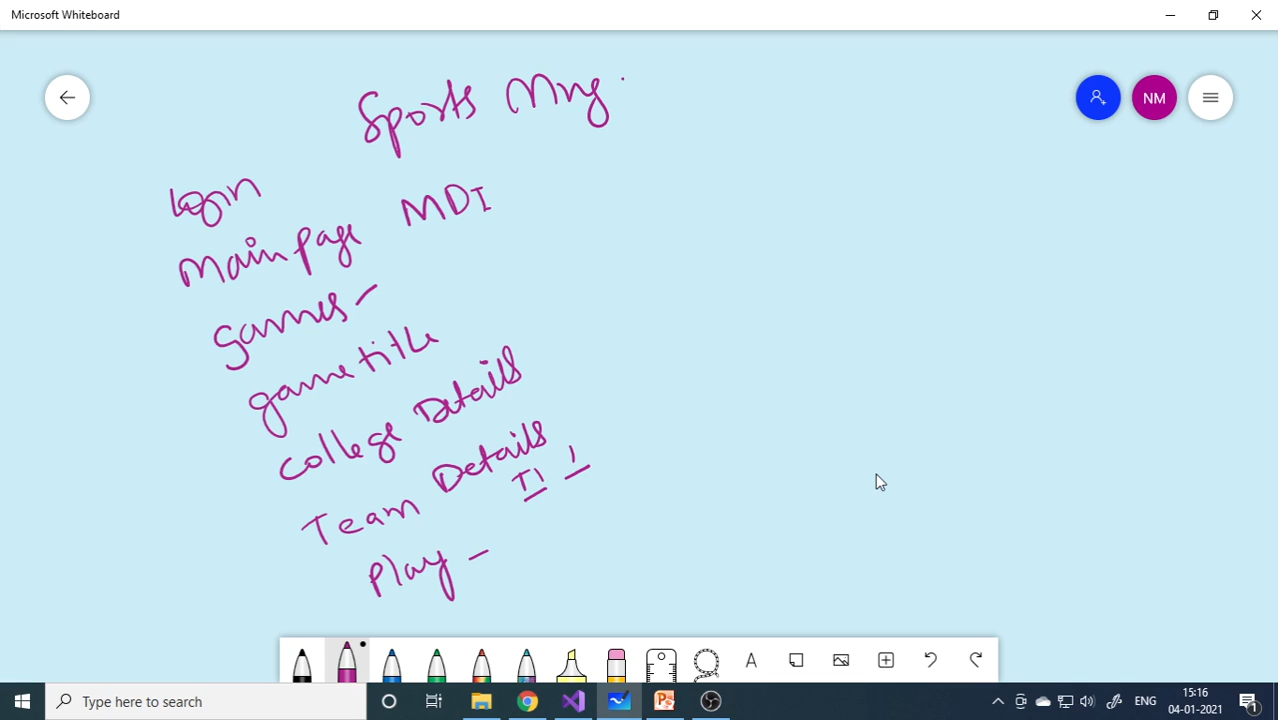 Microsoft Whiteboard
Sports Mng.
NM
Login
Main page MDI
games -
game title
College Details
Team Details
Play -
A
Type here to search
ENG
15:16
04-01-2021
1